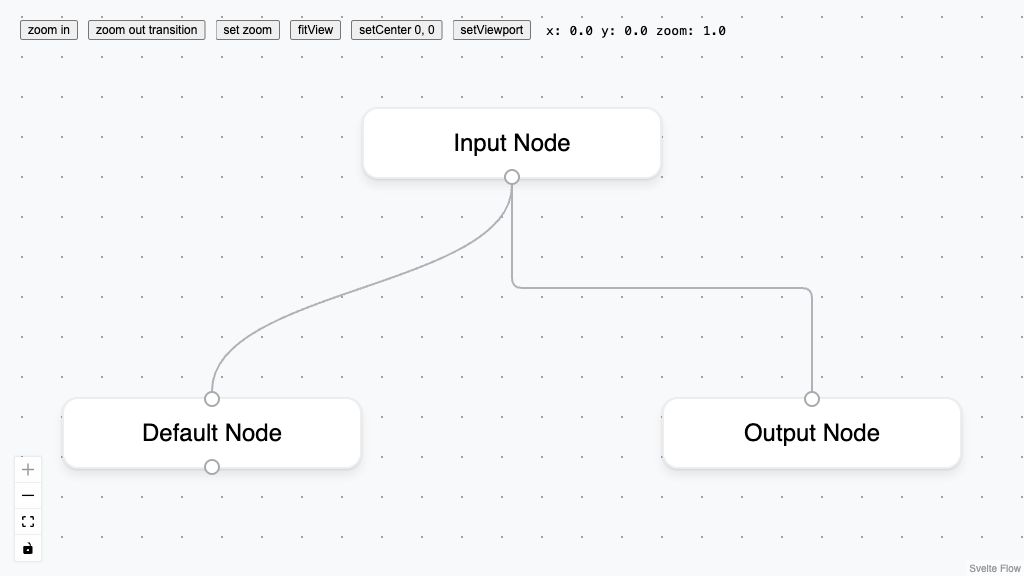 zoom in zoom out transition set zoom fitView setCenter 0, 0 setViewport x: 0.0 y: 0.0 zoom: 1.0
Input Node
Default Node
Output Node
Svelte Flow